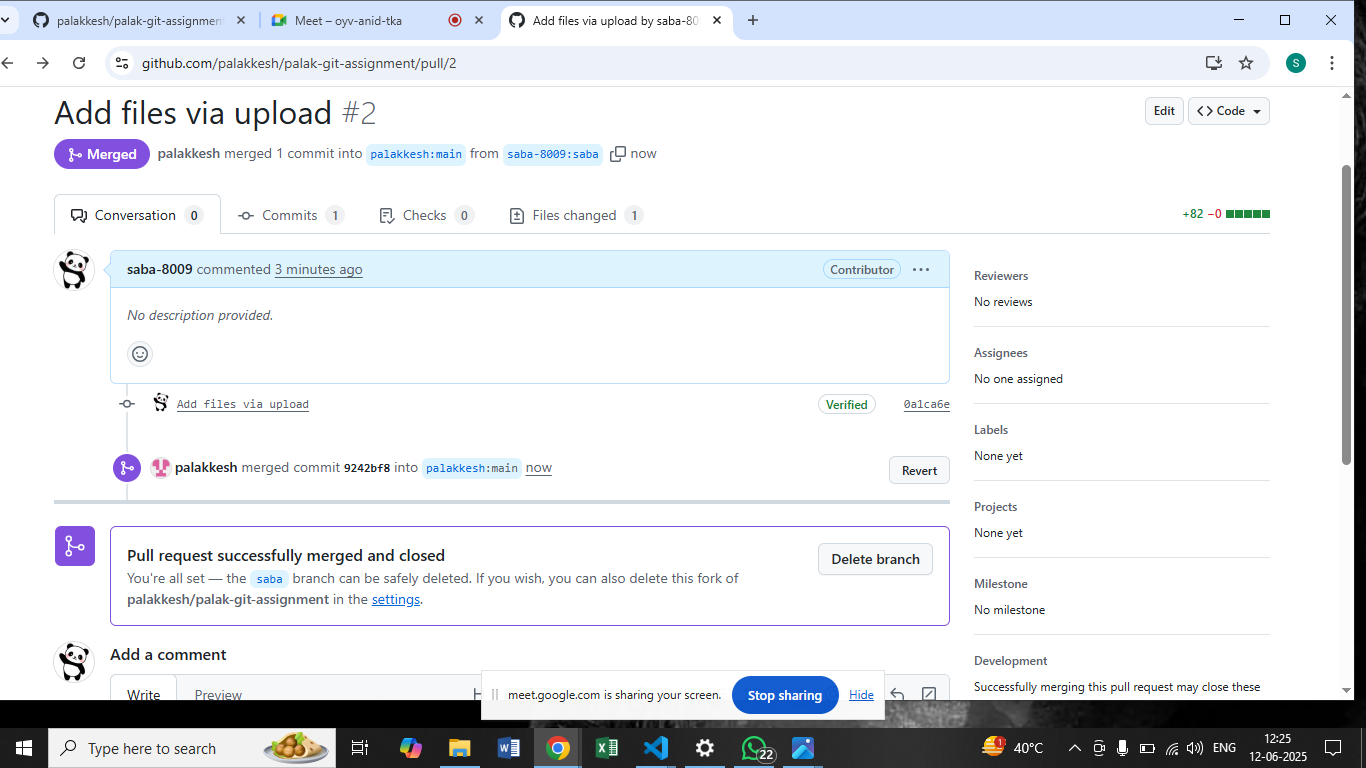 palakkesh/palak-git-assignment
Meet – oyv-anid-tka
Add files via upload by saba-80
github.com/palakkesh/palak-git-assignment/pull/2
S
Add files via upload #2
Edit
<> Code
Merged
palakkesh merged 1 commit into palakkesh:main from saba-8009:saba now
Conversation 0
Commits 1
Checks 0
Files changed 1
+82 −0
saba-8009 commented 3 minutes ago
Contributor
No description provided.
Add files via upload
Verified
0a1ca6e
palakkesh merged commit 9242bf8 into palakkesh:main now
Revert
Pull request successfully merged and closed
You're all set — the saba branch can be safely deleted. If you wish, you can also delete this fork of
palakkesh/palak-git-assignment in the settings.
Delete branch
Add a comment
Write
Preview
H
Reviewers
No reviews
Assignees
No one assigned
Labels
None yet
Projects
None yet
Milestone
No milestone
Development
Successfully merging this pull request may close these
meet.google.com is sharing your screen.
Stop sharing
Hide
Type here to search
22
1
40°C
ENG
12:25
12-06-2025